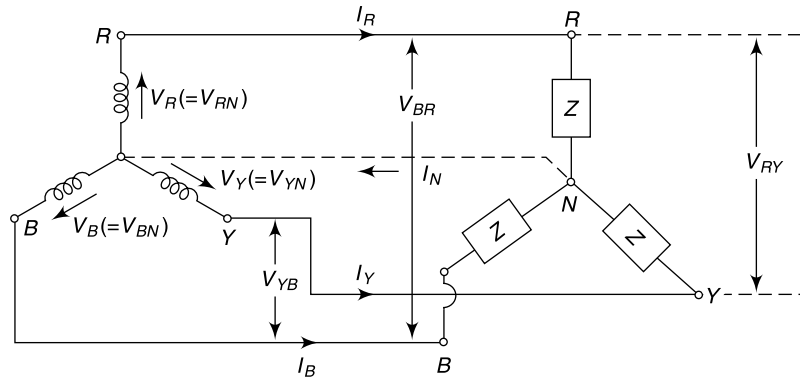 I_R
R
R
V_R(=V_RN)
Z
V_BR
V_RY
V_Y(=V_YN)
I_N
N
B
V_B(=V_BN)
Y
Z
Z
V_YB
I_Y
Y
I_B
B